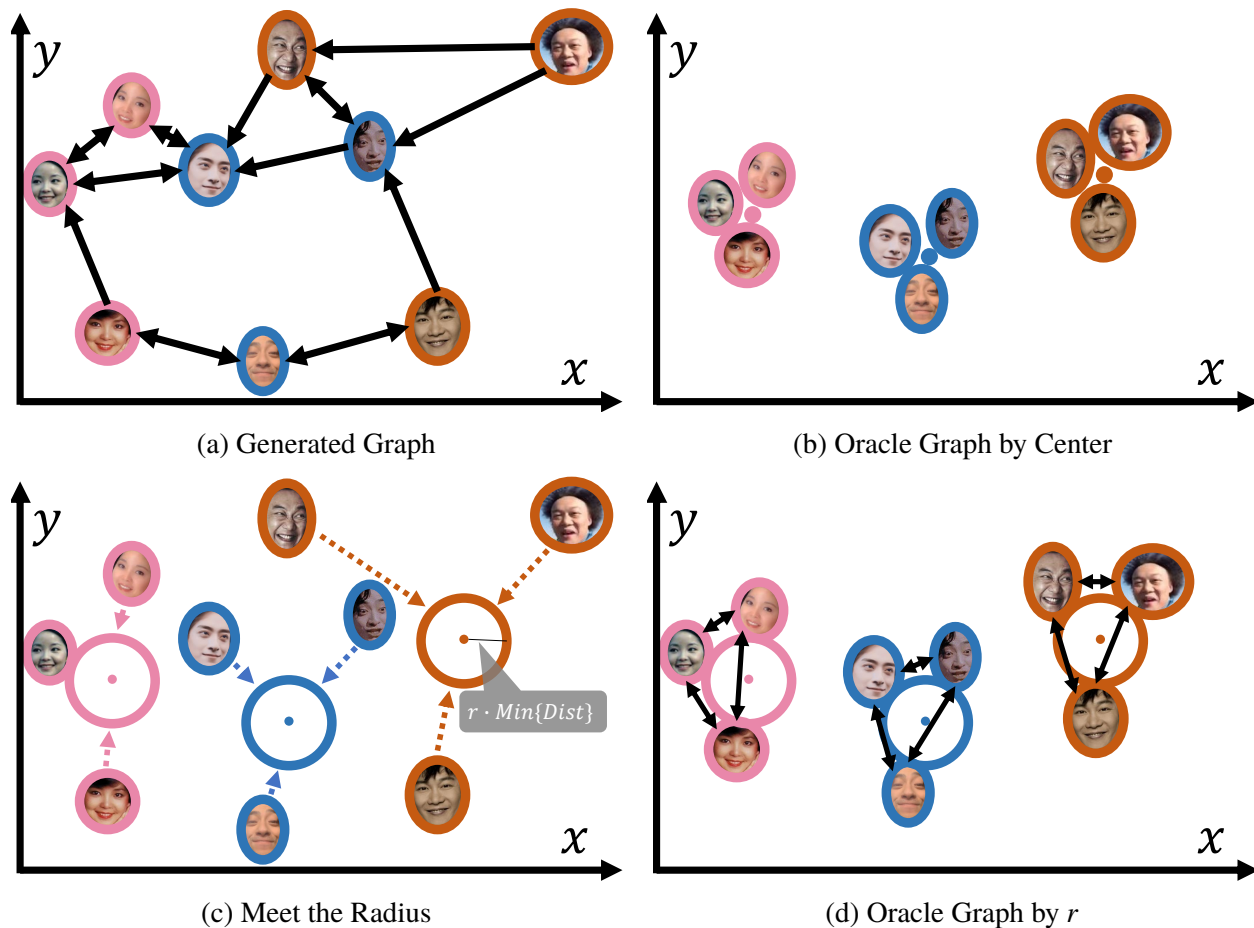 y
x
(a) Generated Graph
y
x
(b) Oracle Graph by Center
y
r · Min{Dist}
x
(c) Meet the Radius
y
x
(d) Oracle Graph by r